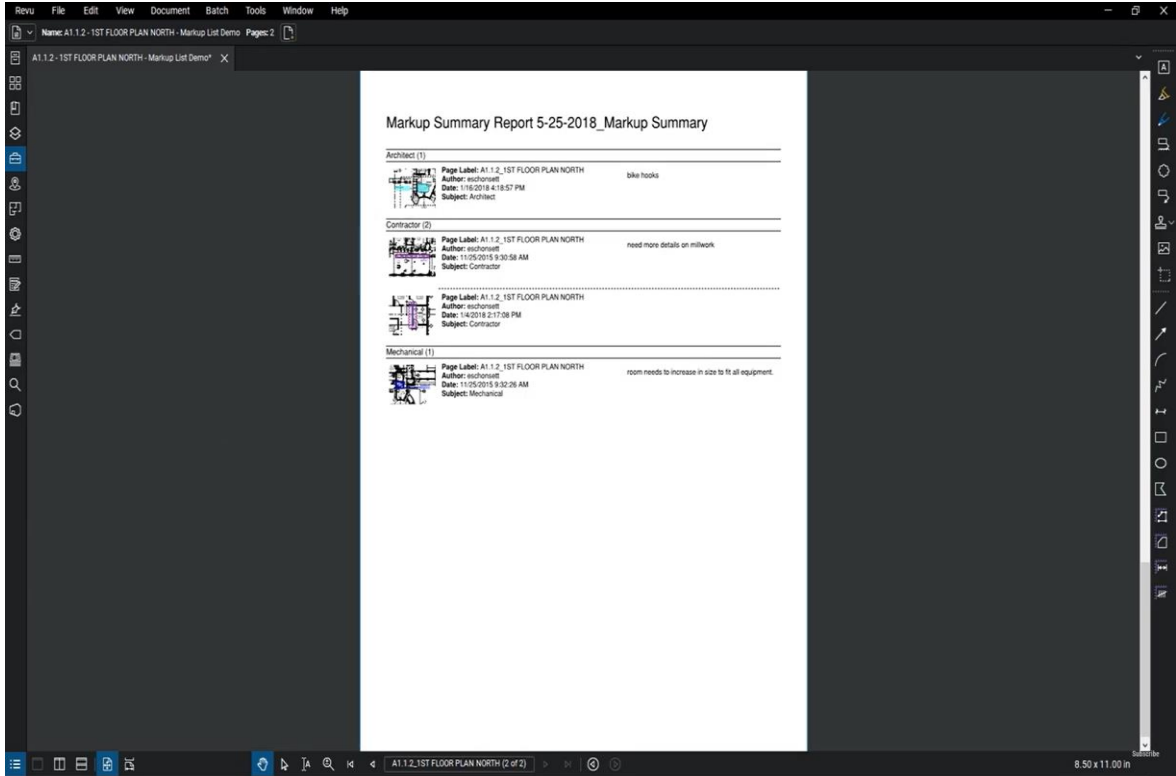 Revu File Edit View Document Batch Tools Window Help
Name: A1.1.2 - 1ST FLOOR PLAN NORTH - Markup List Demo Pages: 2
A1.1.2 - 1ST FLOOR PLAN NORTH - Markup List Demo*
Markup Summary Report 5-25-2018_Markup Summary
Architect (1)
Page Label: A1.1.2_1ST FLOOR PLAN NORTH
bike hooks
Author: eschonsett
Date: 1/16/2018 4:18:57 PM
Subject: Architect
Contractor (2)
Page Label: A1.1.2_1ST FLOOR PLAN NORTH
need more details on millwork
Author: eschonsett
Date: 11/25/2015 9:30:58 AM
Subject: Contractor
Page Label: A1.1.2_1ST FLOOR PLAN NORTH
Author: eschonsett
Date: 1/4/2018 2:17:08 PM
Subject: Contractor
Mechanical (1)
Page Label: A1.1.2_1ST FLOOR PLAN NORTH
room needs to increase in size to fit all equipment.
Author: eschonsett
Date: 11/25/2015 9:32:26 AM
Subject: Mechanical
Subscribe
A1.1.2_1ST FLOOR PLAN NORTH (2 of 2)
8.50 x 11.00 in